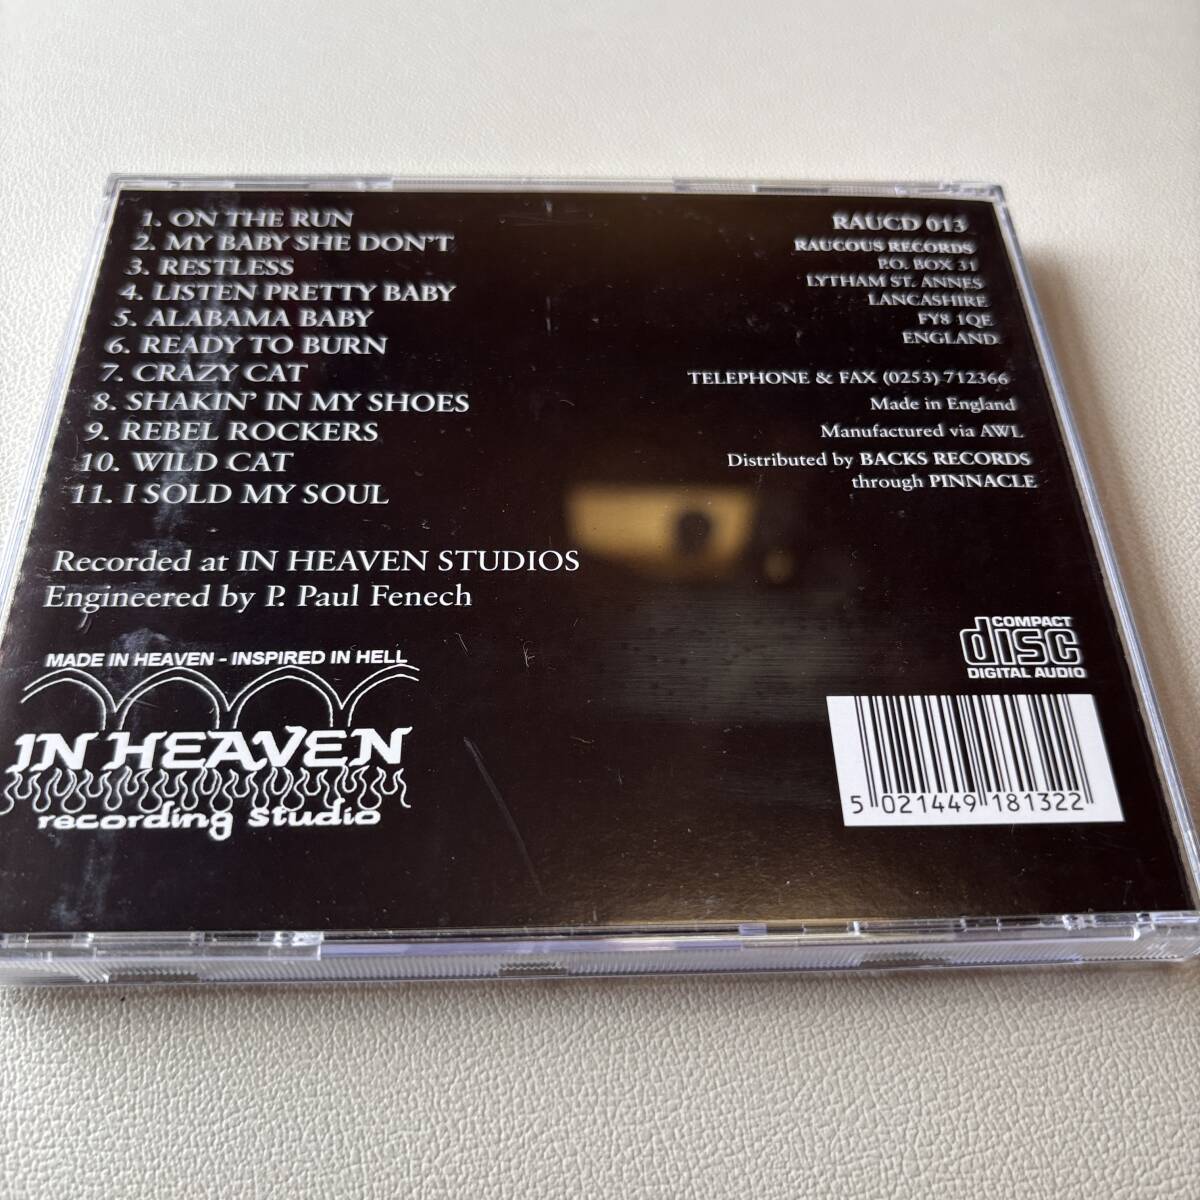 1. ON THE RUN
2. MY BABY SHE DON'T
3. RESTLESS
4. LISTEN PRETTY BABY
5. ALABAMA BABY
6. READY TO BURN
7. CRAZY CAT
8. SHAKIN' IN MY SHOES
9. REBEL ROCKERS
10. WILD CAT
11. I SOLD MY SOUL
Recorded at IN HEAVEN STUDIOS
Engineered by P. Paul Fenech
MADE IN HEAVEN - INSPIRED IN HELL
IN HEAVEN
recording studio
RAUCD 013
RAUCOUS RECORDS
P.O. BOX 31
LYTHAM ST. ANNES
LANCASHIRE
FY8 1QE
ENGLAND
TELEPHONE & FAX (0253)-712366
Made in England
Manufactured via AWL
Distributed by BACKS RECORDS
through PINNACLE
COMPACT
disc
DIGITAL AUDIO
5 021449 181322